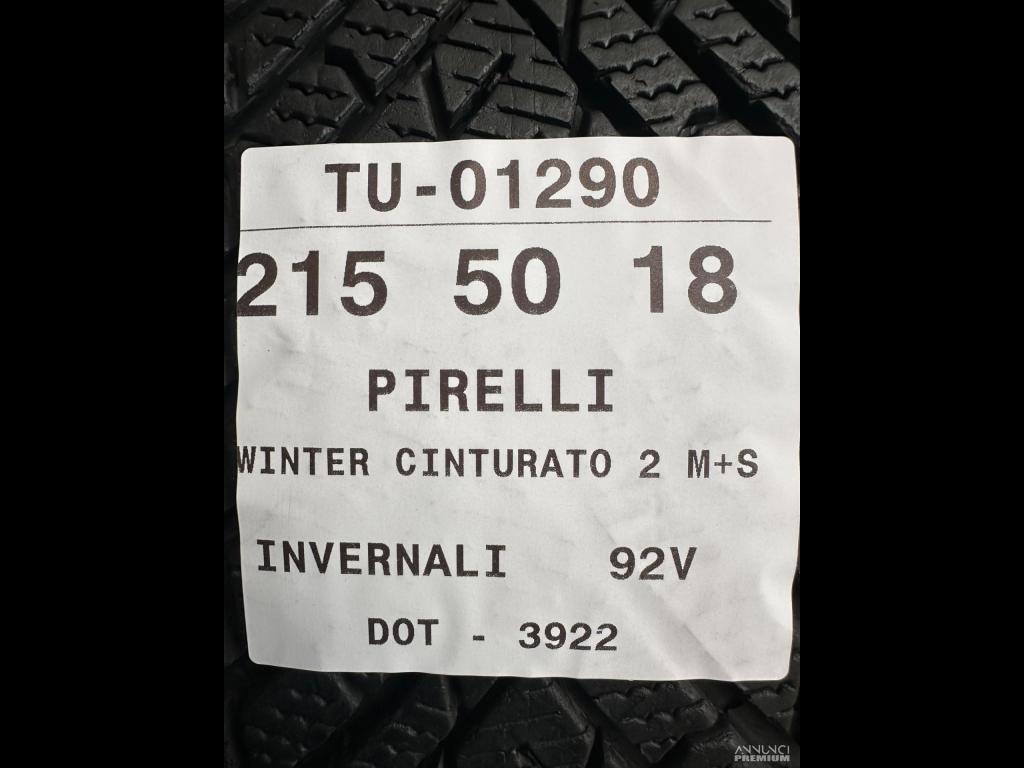 TU-01290
215 50 18
PIRELLI
WINTER CINTURATO 2 M+S
INVERNALI 92V
DOT - 3922
ANNUNCI
PREMIUM